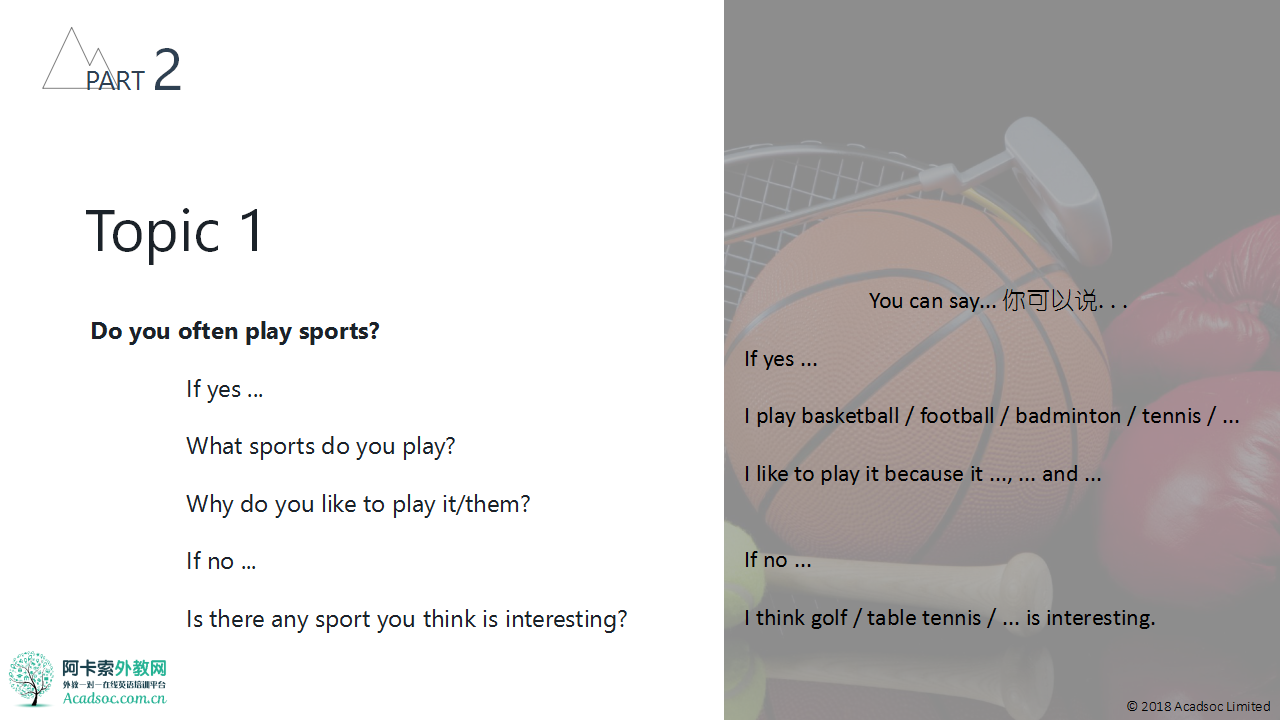 PART 2
Topic 1
Do you often play sports?
If yes ...
What sports do you play?
Why do you like to play it/them?
If no ...
Is there any sport you think is interesting?
You can say... 你可以说. . .
If yes ...
I play basketball / football / badminton / tennis / ...
I like to play it because it ..., ... and ...
If no ...
I think golf / table tennis / ... is interesting.
阿卡索外教网
外教一对一在线英语培训平台
Acadsoc.com.cn
© 2018 Acadsoc Limited